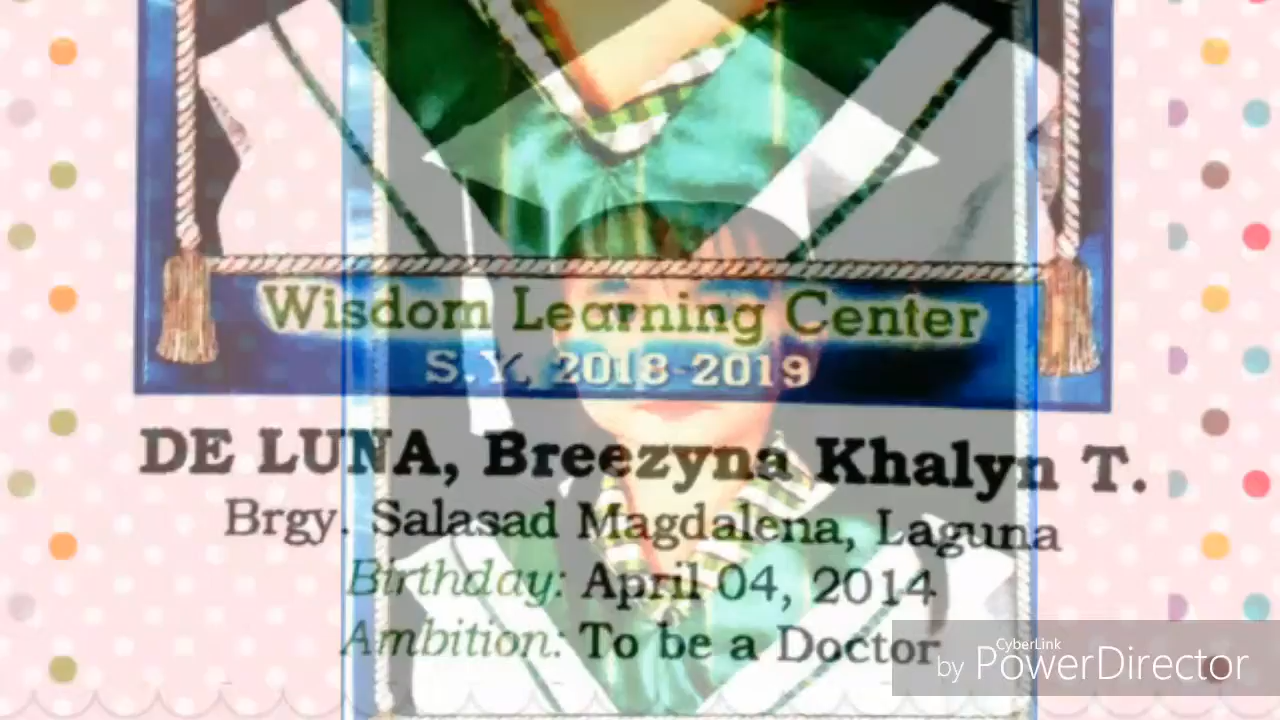 Wisdom Learning Center
S.Y. 2018-2019
DE LUNA, Breezyna Khalyn T.
Brgy. Salasad Magdalena, Laguna
Birthday: April 04, 2014
Ambition: To be a Doctor
CyberLink
by PowerDirector